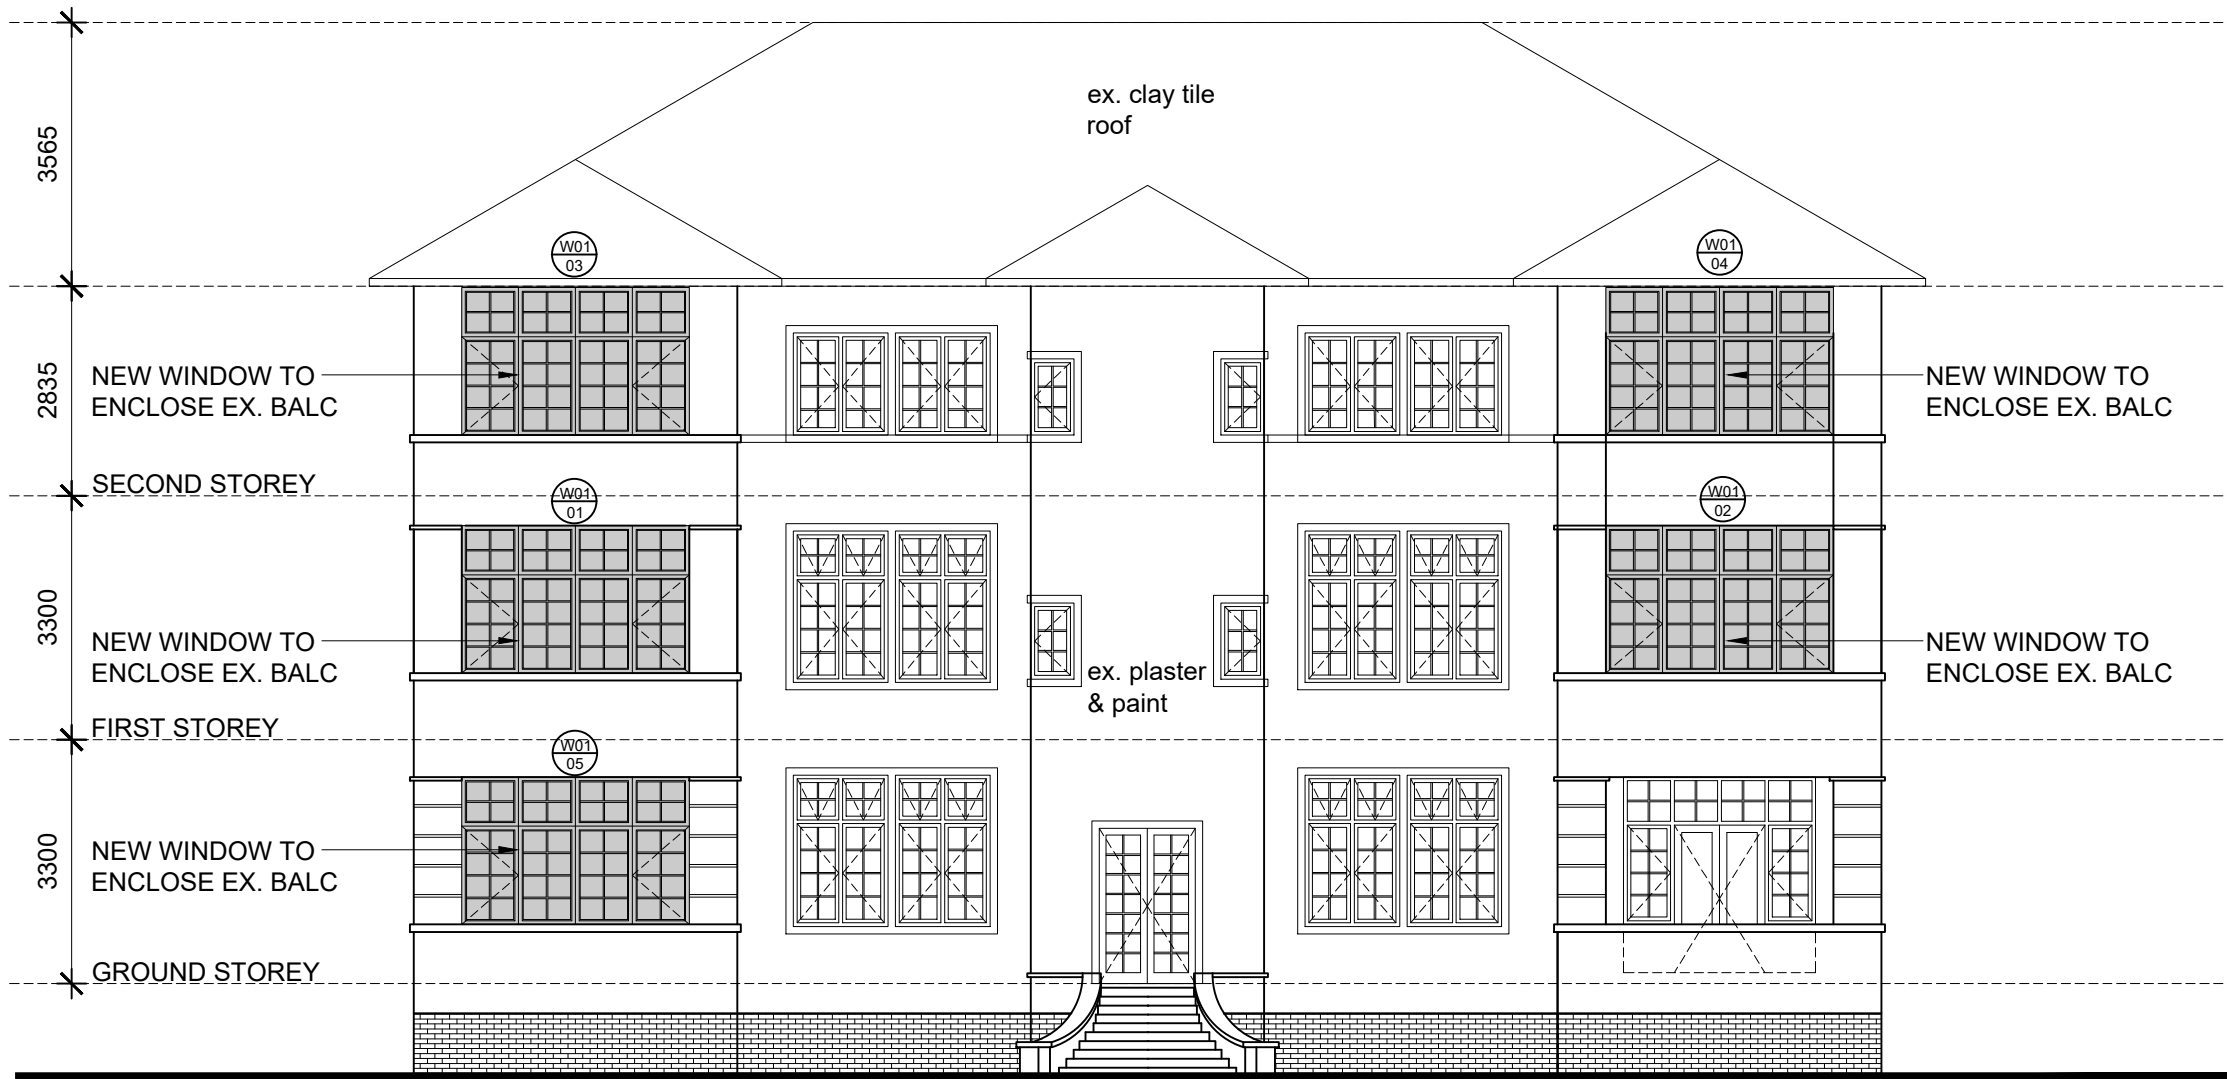 ex. clay tile
roof
3565
W01
03
W01
04
2835
NEW WINDOW TO
ENCLOSE EX. BALC
NEW WINDOW TO
ENCLOSE EX. BALC
SECOND STOREY
W01
01
W01
02
3300
NEW WINDOW TO
ENCLOSE EX. BALC
ex. plaster
& paint
NEW WINDOW TO
ENCLOSE EX. BALC
FIRST STOREY
W01
05
3300
NEW WINDOW TO
ENCLOSE EX. BALC
GROUND STOREY